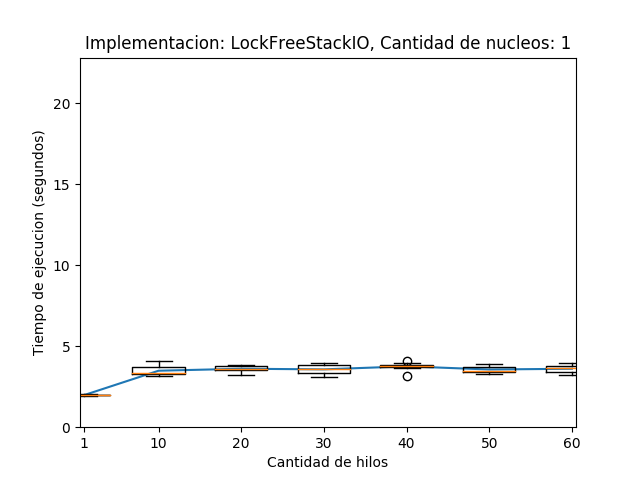 Implementacion: LockFreeStackIO, Cantidad de nucleos: 1
Tiempo de ejecucion (segundos)
20
15
10
5
0
1 10 20 30 40 50 60
Cantidad de hilos